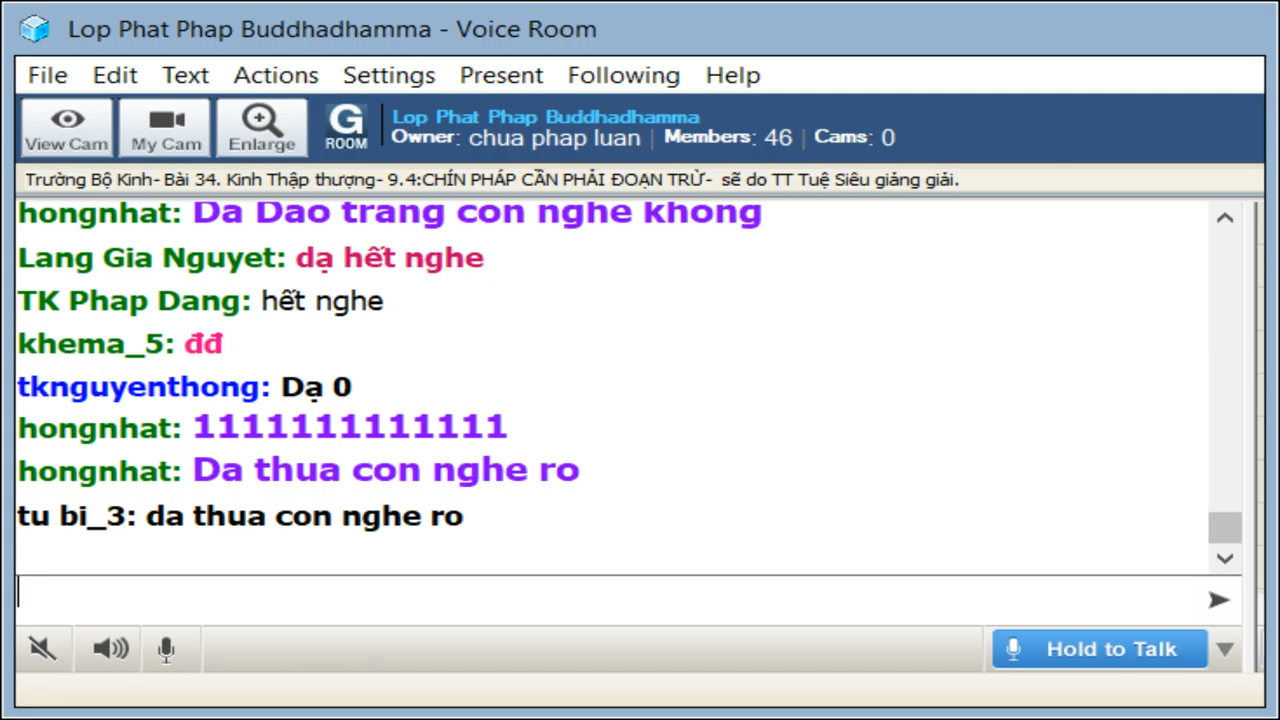 Lop Phat Phap Buddhadhamma - Voice Room
File Edit Text Actions Settings Present Following Help
View Cam My Cam Enlarge G ROOM
Lop Phat Phap Buddhadhamma
Owner: chua phap luan | Members: 46 | Cams: 0
Trường Bộ Kinh- Bài 34. Kinh Thập thượng- 9.4:CHÍN PHÁP CẦN PHẢI ĐOẠN TRỪ- sẽ do TT Tuệ Siêu giảng giải.
hongnhat: Da Dao trang con nghe khong
Lang Gia Nguyet: dạ hết nghe
TK Phap Dang: hết nghe
khema_5: đđ
tknguyenthong: Dạ 0
hongnhat: 1111111111111
hongnhat: Da thua con nghe ro
tu bi_3: da thua con nghe ro
Hold to Talk